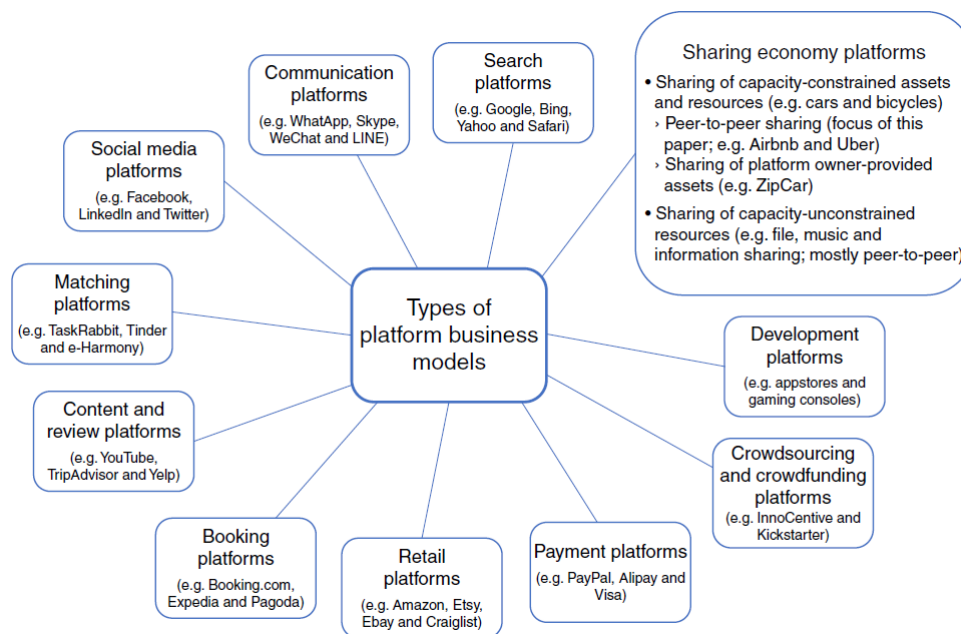 Communication
platforms
(e.g. WhatApp, Skype,
WeChat and LINE)
Search
platforms
(e.g. Google, Bing,
Yahoo and Safari)
Sharing economy platforms
• Sharing of capacity-constrained assets
and resources (e.g. cars and bicycles)
› Peer-to-peer sharing (focus of this
paper; e.g. Airbnb and Uber)
› Sharing of platform owner-provided
assets (e.g. ZipCar)
• Sharing of capacity-unconstrained
resources (e.g. file, music and
information sharing; mostly peer-to-peer)
Social media
platforms
(e.g. Facebook,
LinkedIn and Twitter)
Matching
platforms
(e.g. TaskRabbit, Tinder
and e-Harmony)
Types of
platform business
models
Development
platforms
(e.g. appstores and
gaming consoles)
Content and
review platforms
(e.g. YouTube,
TripAdvisor and Yelp)
Crowdsourcing
and crowdfunding
platforms
(e.g. InnoCentive and
Kickstarter)
Booking
platforms
(e.g. Booking.com,
Expedia and Pagoda)
Retail
platforms
(e.g. Amazon, Etsy,
Ebay and Craiglist)
Payment platforms
(e.g. PayPal, Alipay and
Visa)